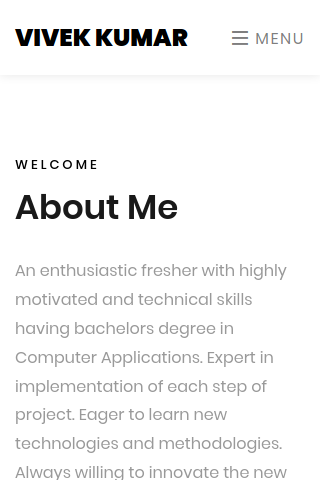 VIVEK KUMAR
MENU
WELCOME
About Me
An enthusiastic fresher with highly
motivated and technical skills
having bachelors degree in
Computer Applications. Expert in
implementation of each step of
project. Eager to learn new
technologies and methodologies.
Always willing to innovate the new